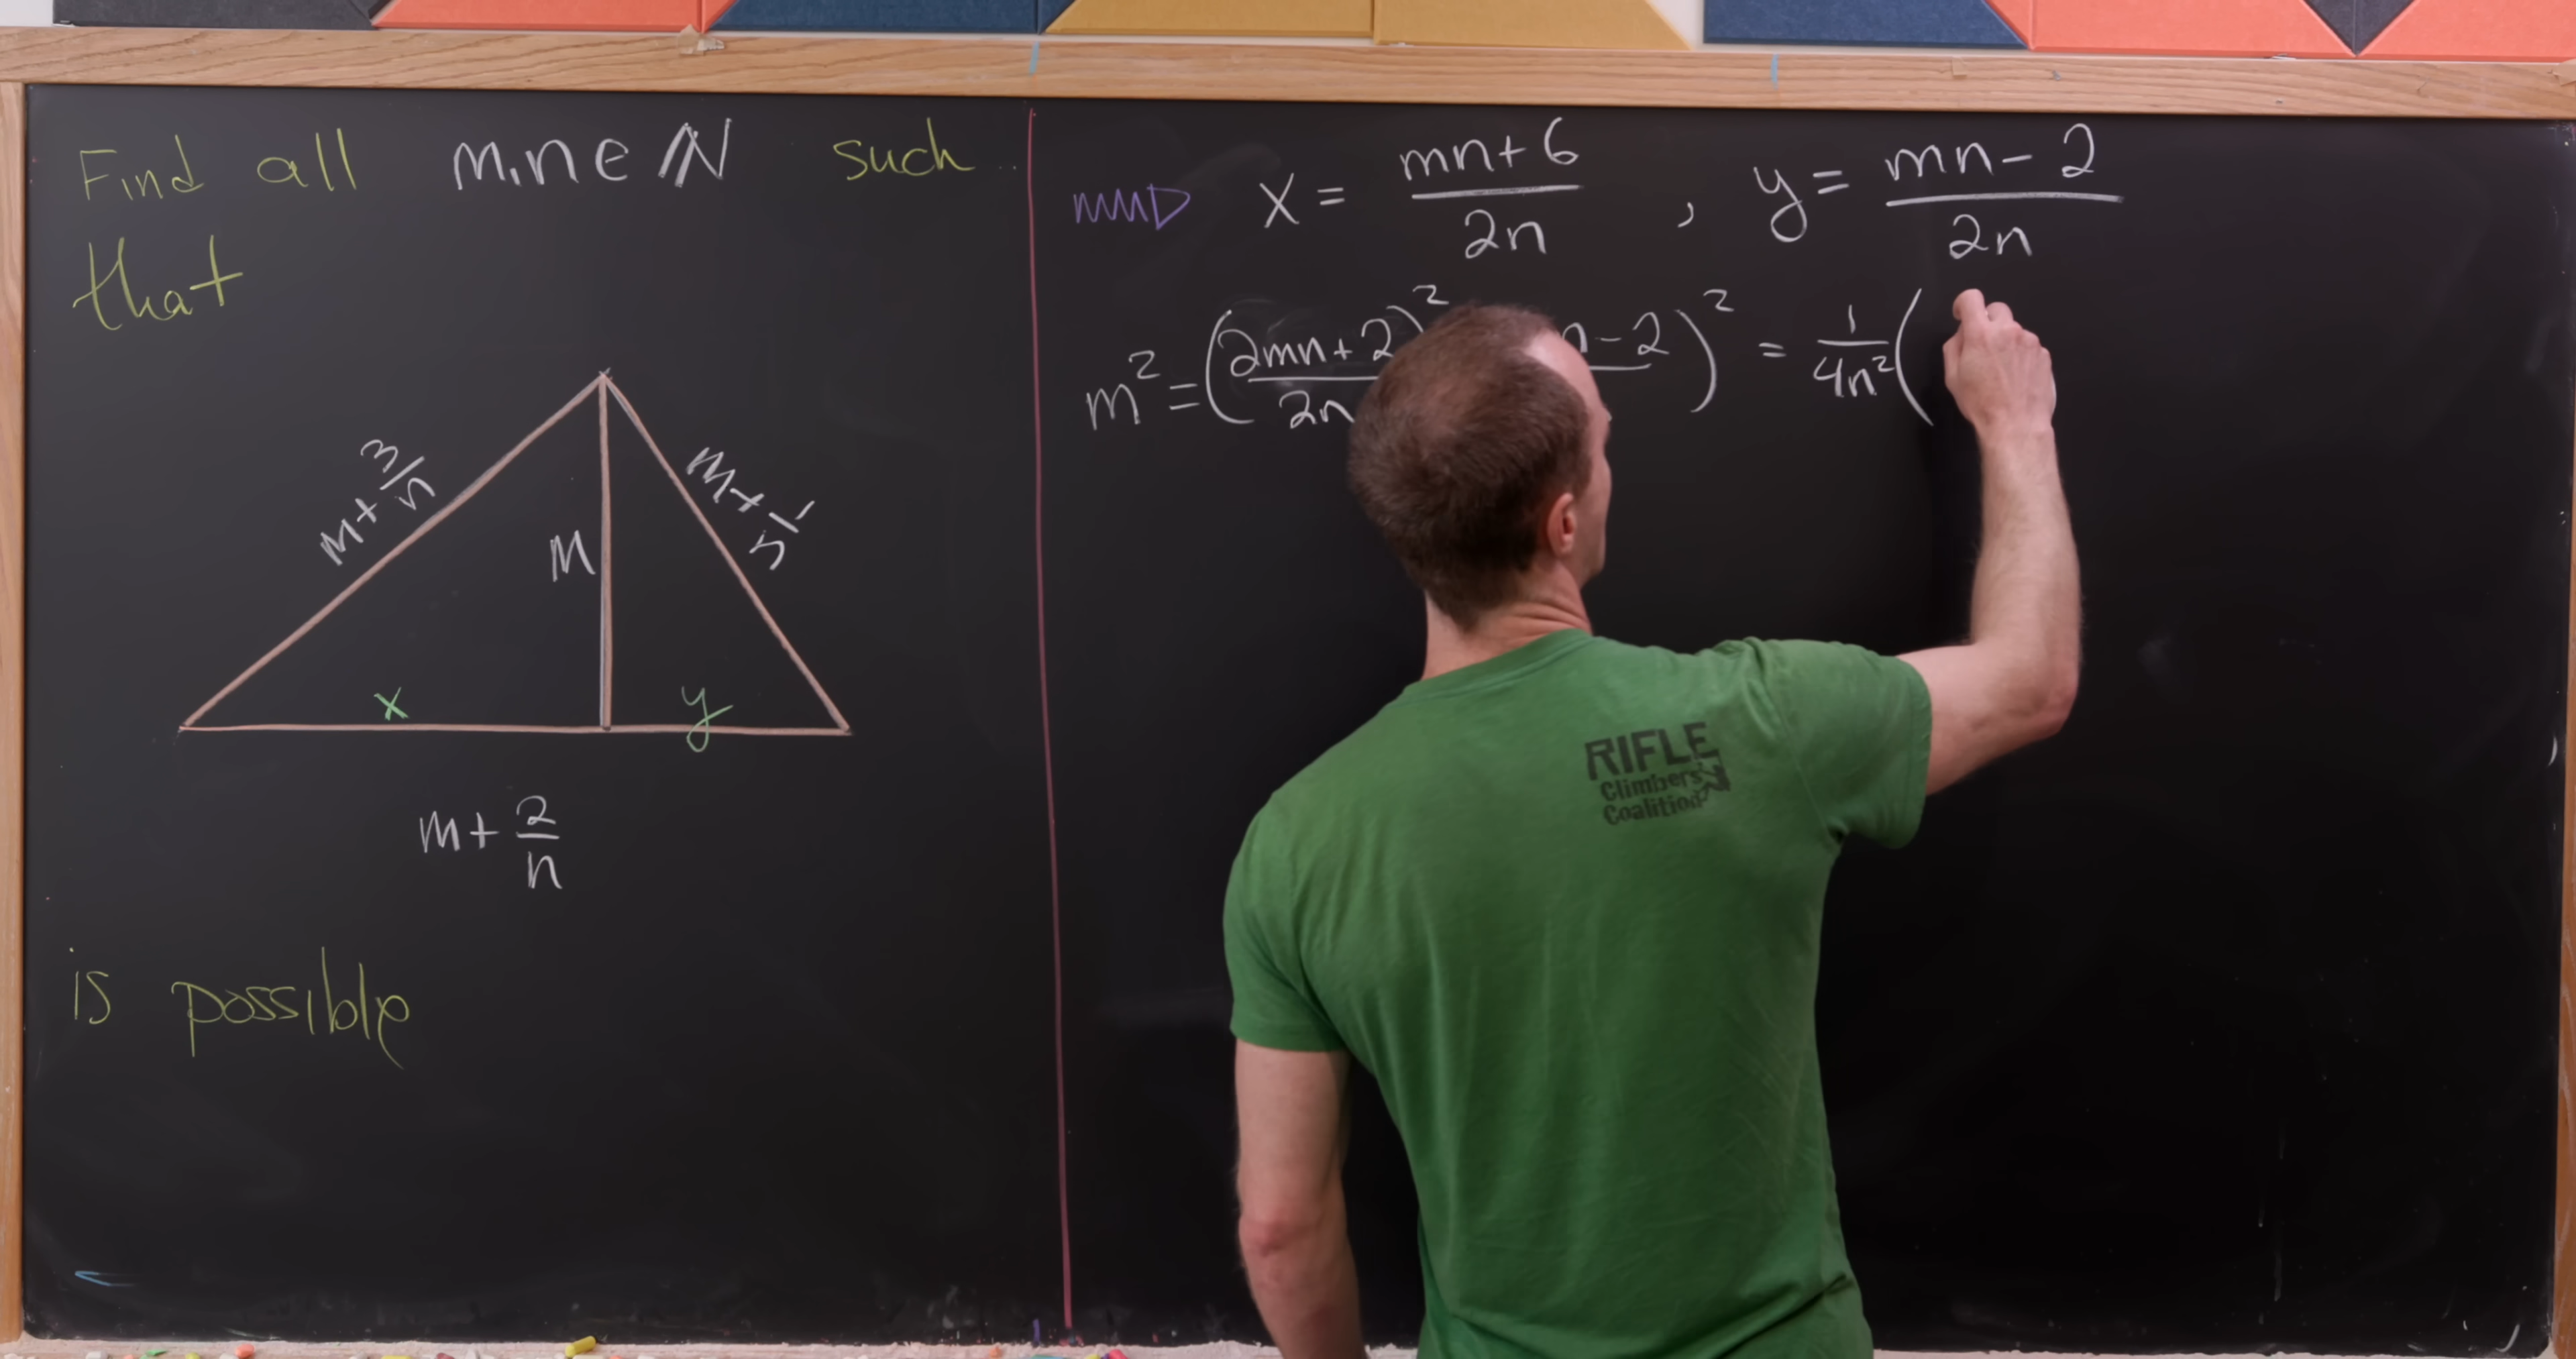 Find all m,n∈ℕ such
that
m+3/n
m
m+1/n
x
y
m+2/n
is possible
x = (mn+6)/(2n) , y = (mn-2)/(2n)
m² = ((2mn+2)/(2n))² -2)² = 1/(4n²)(
RIFLE
Climbers'
Coalition